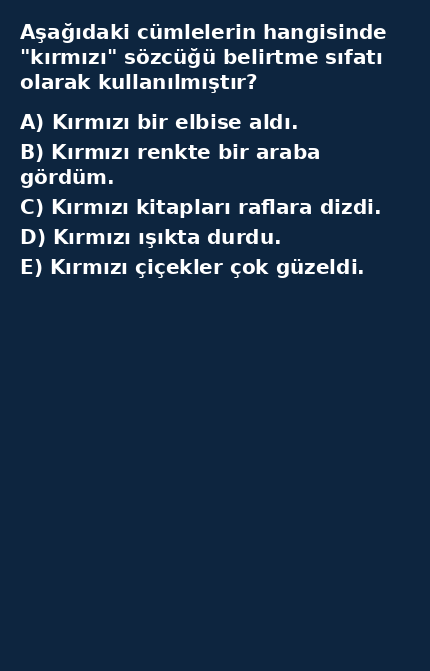 Aşağıdaki cümlelerin hangisinde
"kırmızı" sözcüğü belirtme sıfatı
olarak kullanılmıştır?
A) Kırmızı bir elbise aldı.
B) Kırmızı renkte bir araba
gördüm.
C) Kırmızı kitapları raflara dizdi.
D) Kırmızı ışıkta durdu.
E) Kırmızı çiçekler çok güzeldi.